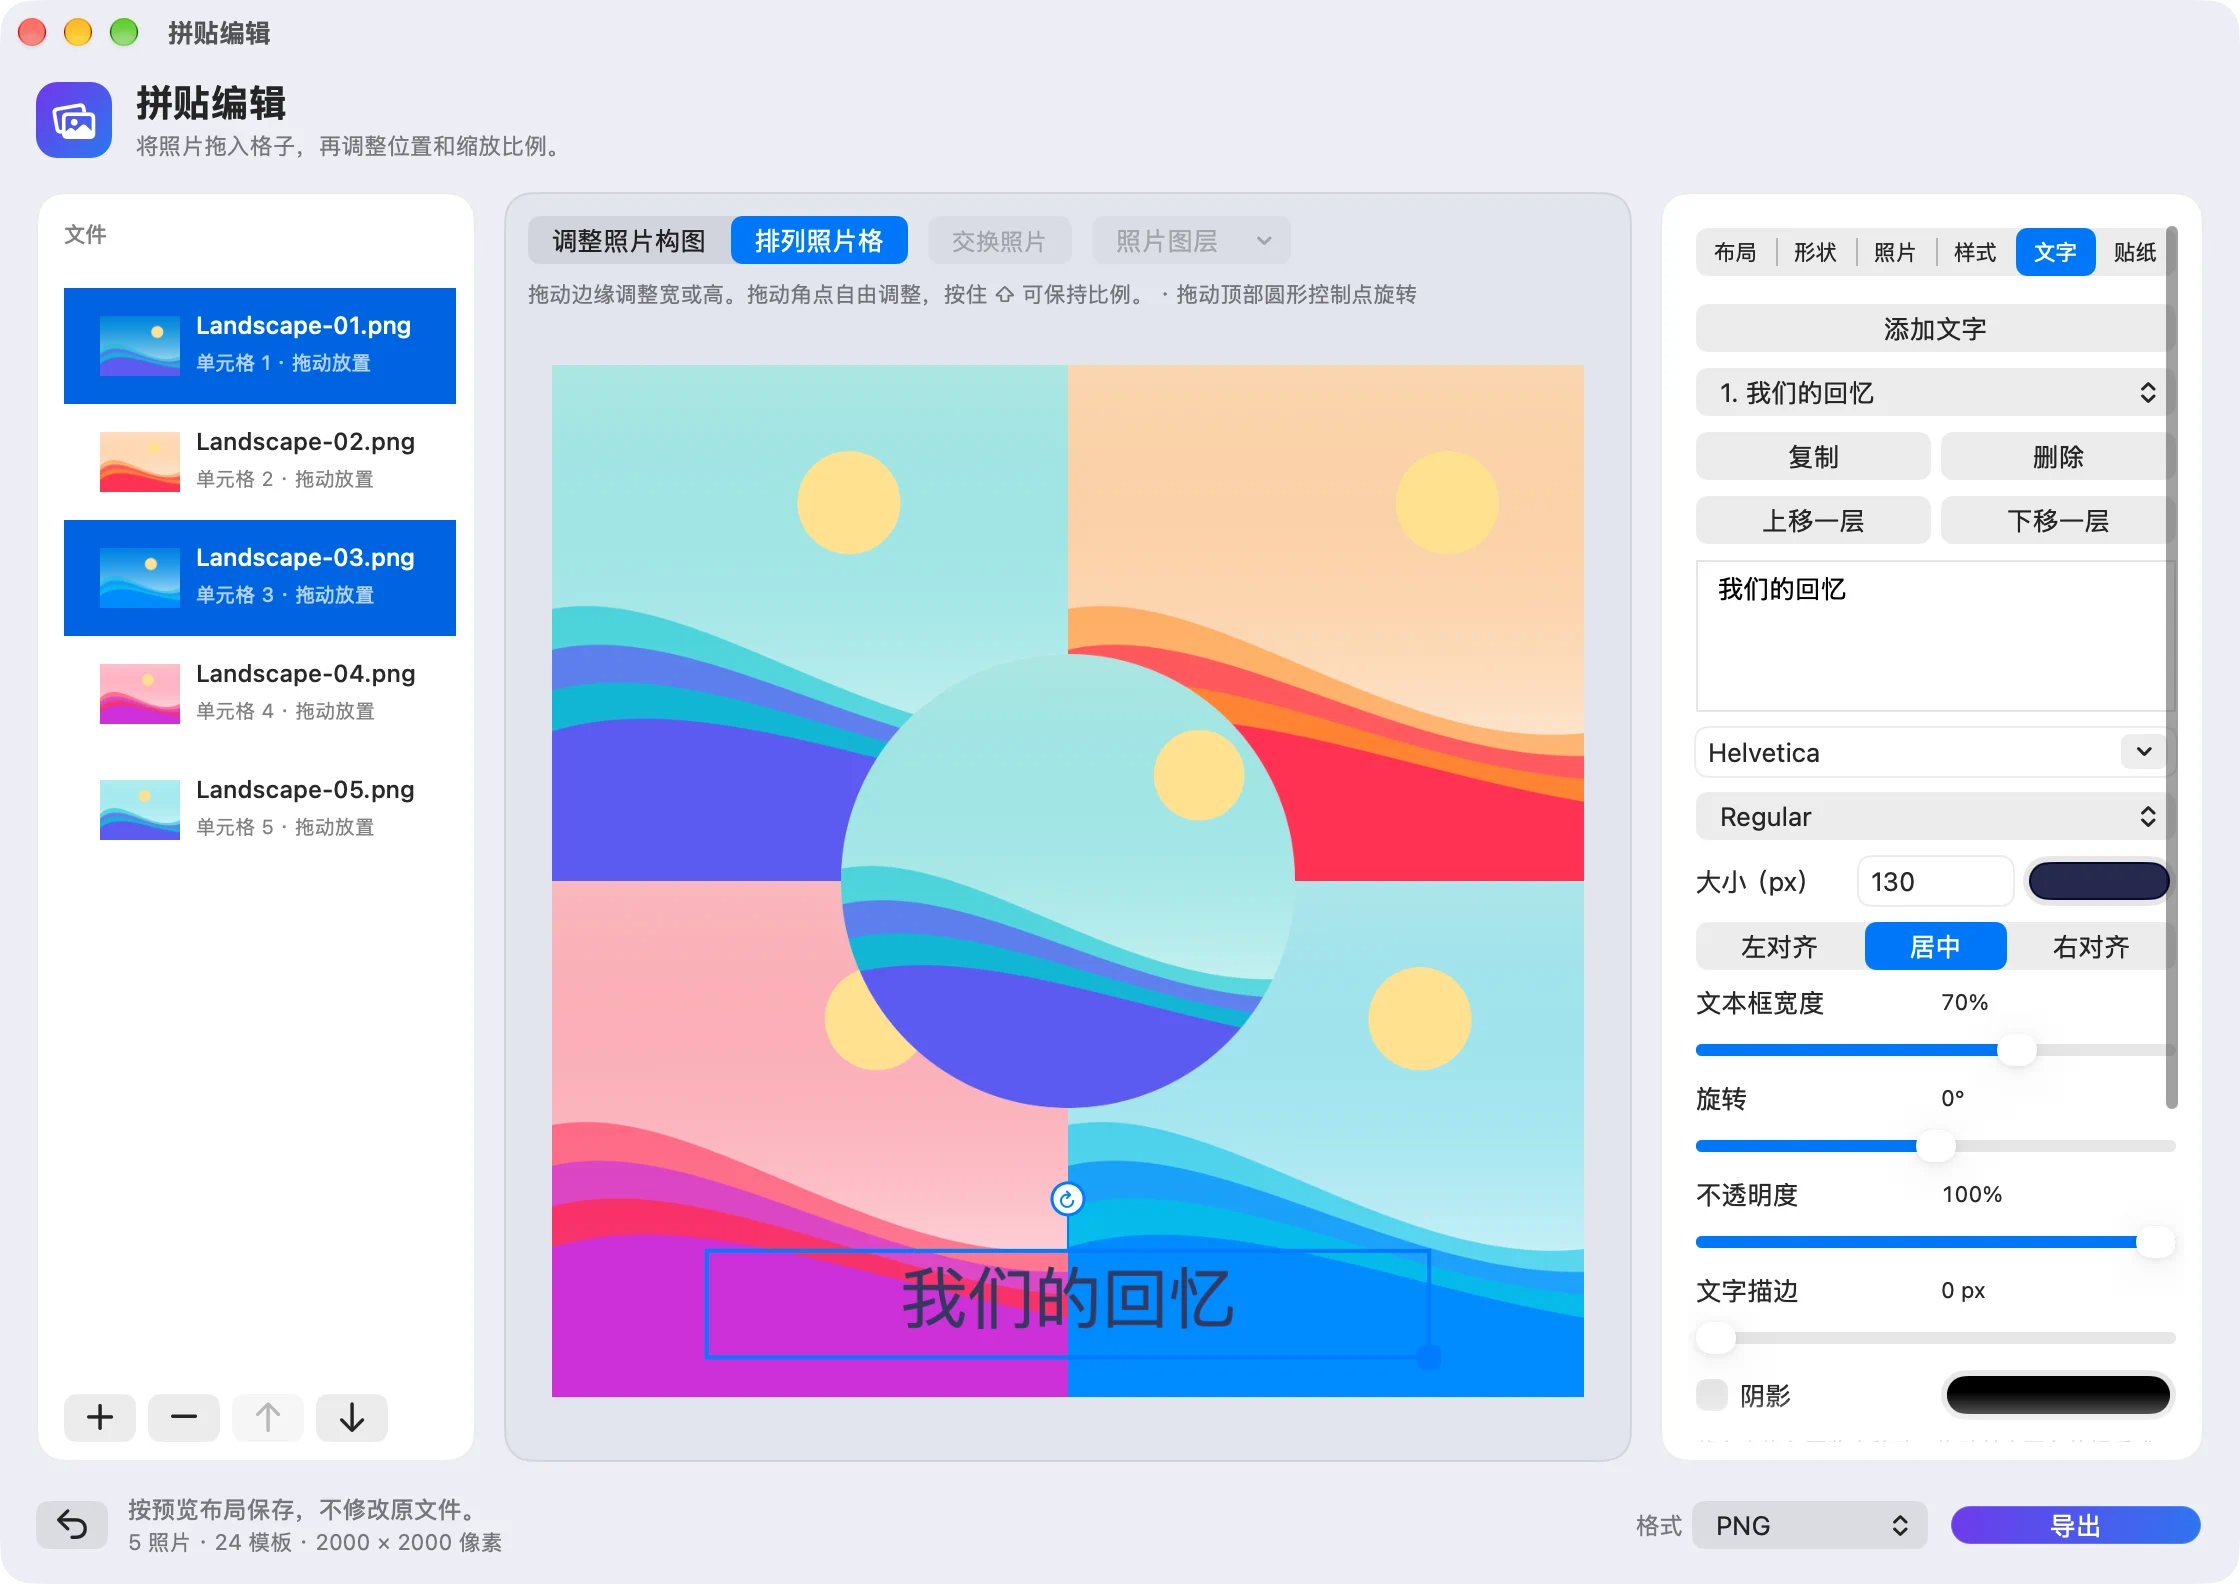 拼贴编辑
拼贴编辑
将照片拖入格子，再调整位置和缩放比例。
文件
Landscape-01.png
单元格 1 · 拖动放置
Landscape-02.png
单元格 2 · 拖动放置
Landscape-03.png
单元格 3 · 拖动放置
Landscape-04.png
单元格 4 · 拖动放置
Landscape-05.png
单元格 5 · 拖动放置
调整照片构图 排列照片格 交换照片 照片图层
拖动边缘调整宽或高。拖动角点自由调整，按住 ⇧ 可保持比例。 · 拖动顶部圆形控制点旋转
我们的回忆
布局 形状 照片 样式 文字 贴纸
添加文字
1. 我们的回忆
复制 删除
上移一层 下移一层
我们的回忆
Helvetica
Regular
大小（px） 130
左对齐 居中 右对齐
文本框宽度 70%
旋转 0°
不透明度 100%
文字描边 0 px
阴影
按预览布局保存，不修改原文件。
5 照片 · 24 模板 · 2000 × 2000 像素
格式 PNG 导出